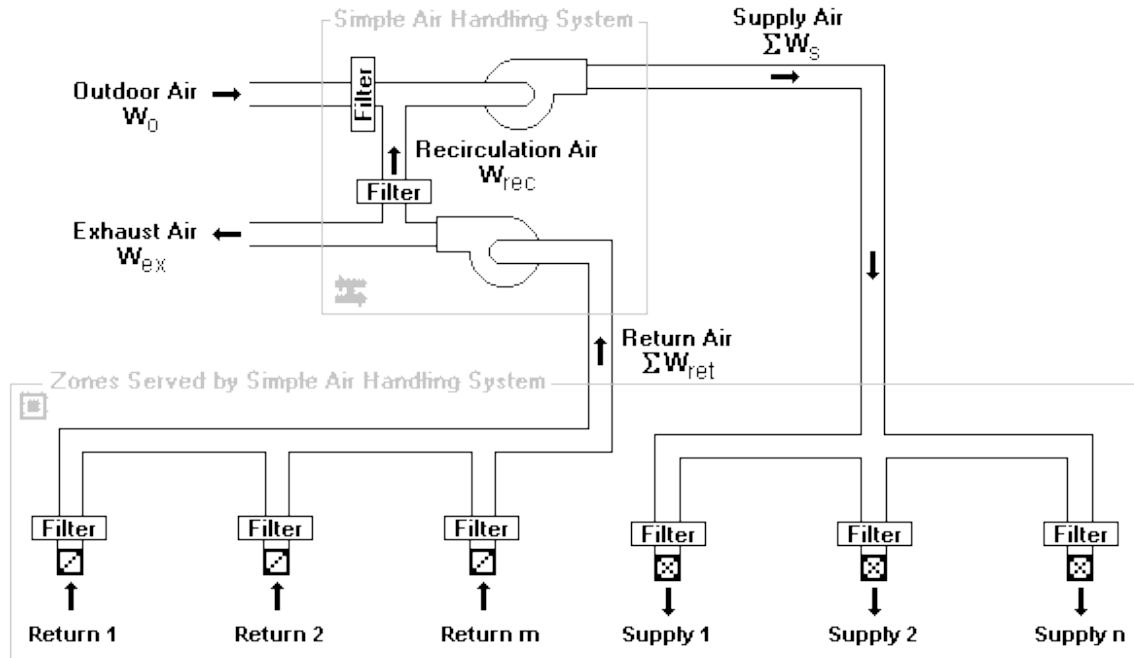 Simple Air Handling System
Supply Air
ΣWs
Outdoor Air
Wo
Filter
Recirculation Air
Wrec
Filter
Exhaust Air
Wex
Return Air
ΣWret
Zones Served by Simple Air Handling System
Filter
Filter
Filter
Filter
Filter
Filter
Return 1
Return 2
Return m
Supply 1
Supply 2
Supply n